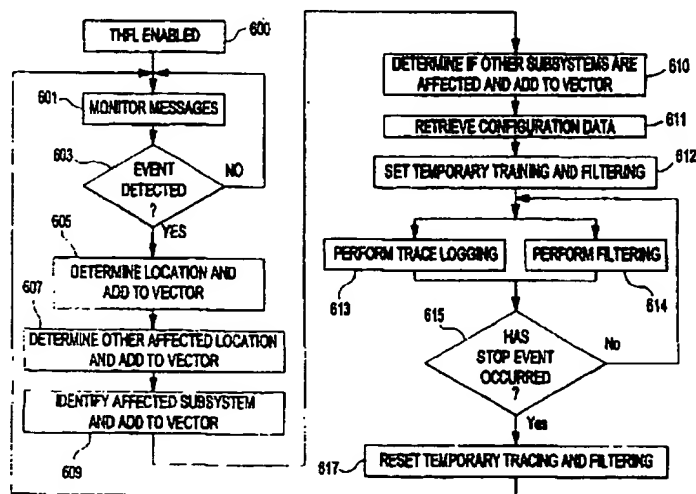 THFL ENABLED
600
601
MONITOR MESSAGES
603
EVENT
DETECTED
?
NO
YES
605
DETERMINE LOCATION AND
ADD TO VECTOR
607
DETERMINE OTHER AFFECTED LOCATION
AND ADD TO VECTOR
IDENTIFY AFFECTED SUBSYSTEM
AND ADD TO VECTOR
609
DETERMINE IF OTHER SUBSYSTEMS ARE
AFFECTED AND ADD TO VECTOR
610
RETRIEVE CONFIGURATION DATA
611
612
SET TEMPORARY TRAINING AND FILTERING
PERFORM TRACE LOGGING
PERFORM FILTERING
613
614
615
HAS
STOP EVENT
OCCURRED
?
No
Yes
617
RESET TEMPORARY TRACING AND FILTERING